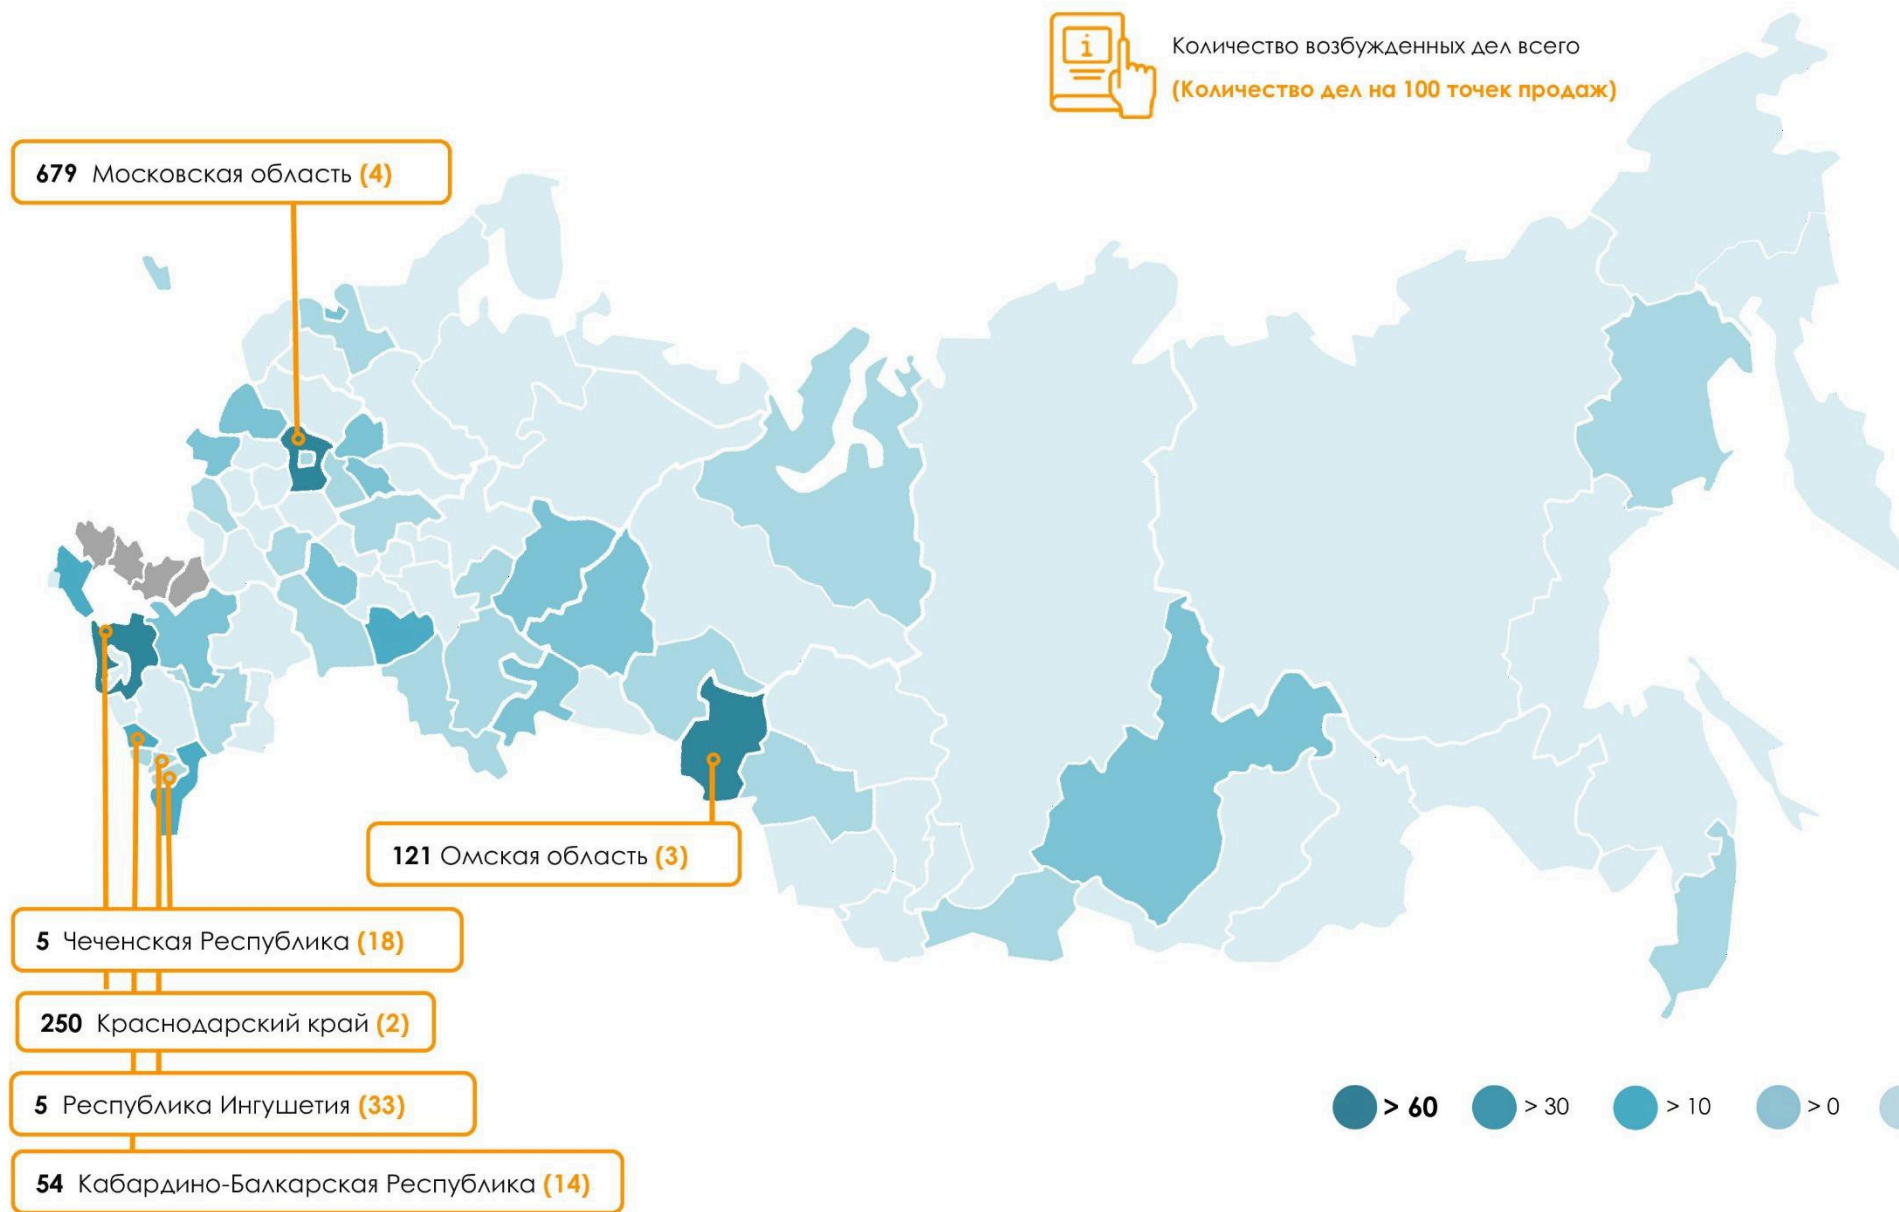 i
Количество возбужденных дел всего
(Количество дел на 100 точек продаж)
679 Московская область (4)
121 Омская область (3)
5 Чеченская Республика (18)
250 Краснодарский край (2)
5 Республика Ингушетия (33)
54 Кабардино-Балкарская Республика (14)
> 60 > 30 > 10 > 0